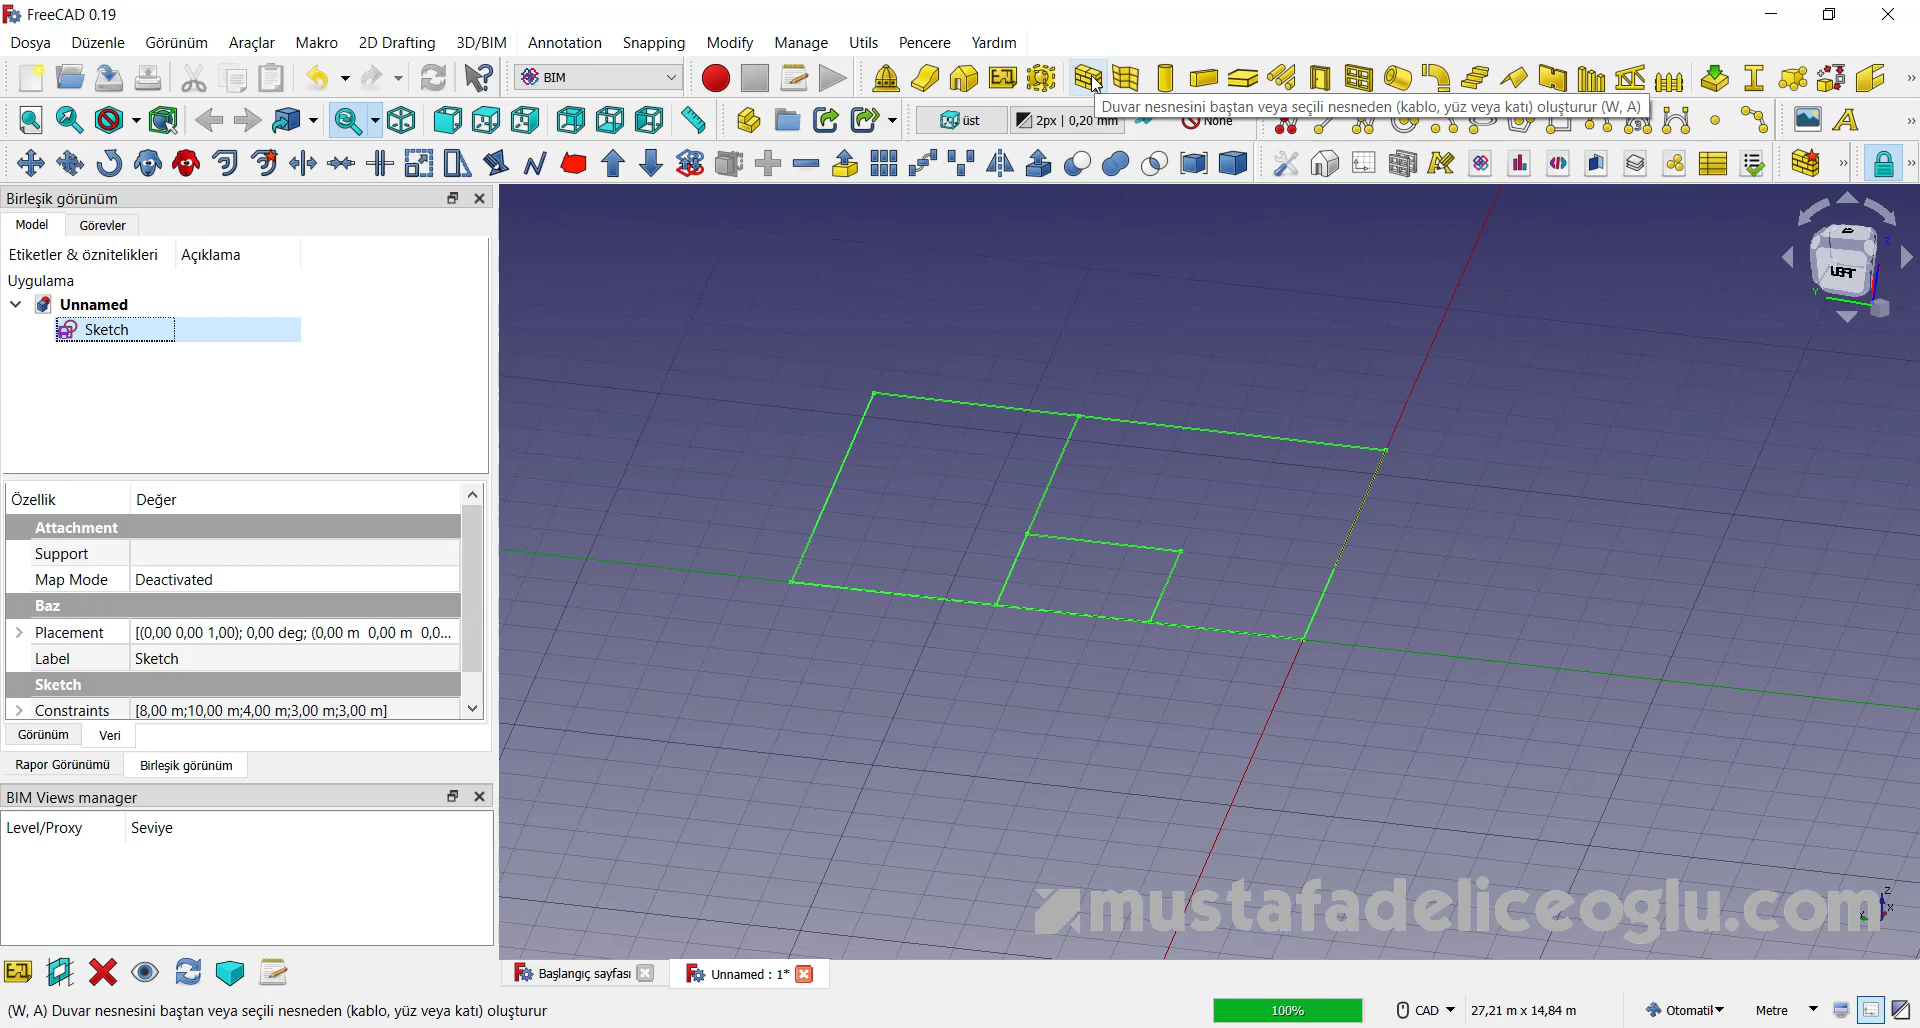 FreeCAD 0.19
Dosya Düzenle Görünüm Araçlar Makro 2D Drafting 3D/BIM Annotation Snapping Modify Manage Utils Pencere Yardım
BIM
Duvar nesnesini baştan veya seçili nesneden (kablo, yüz veya katı) oluşturur (W, A)
üst 2px | 0,20 mm None
Birleşik görünüm
Model Görevler
Etiketler & öznitelikleri Açıklama
Uygulama
Unnamed
Sketch
Özellik Değer
Attachment
Support
Map Mode Deactivated
Baz
Placement [(0,00 0,00 1,00); 0,00 deg; (0,00 m 0,00 m 0,0...
Label Sketch
Sketch
Constraints [8,00 m;10,00 m;4,00 m;3,00 m;3,00 m]
Görünüm Veri
Rapor Görünümü Birleşik görünüm
BIM Views manager
Level/Proxy Seviye
mustafadeliceoglu.com
Başlangıç sayfası Unnamed : 1*
(W, A) Duvar nesnesini baştan veya seçili nesneden (kablo, yüz veya katı) oluşturur
100% CAD 27,21 m x 14,84 m Otomatil Metre